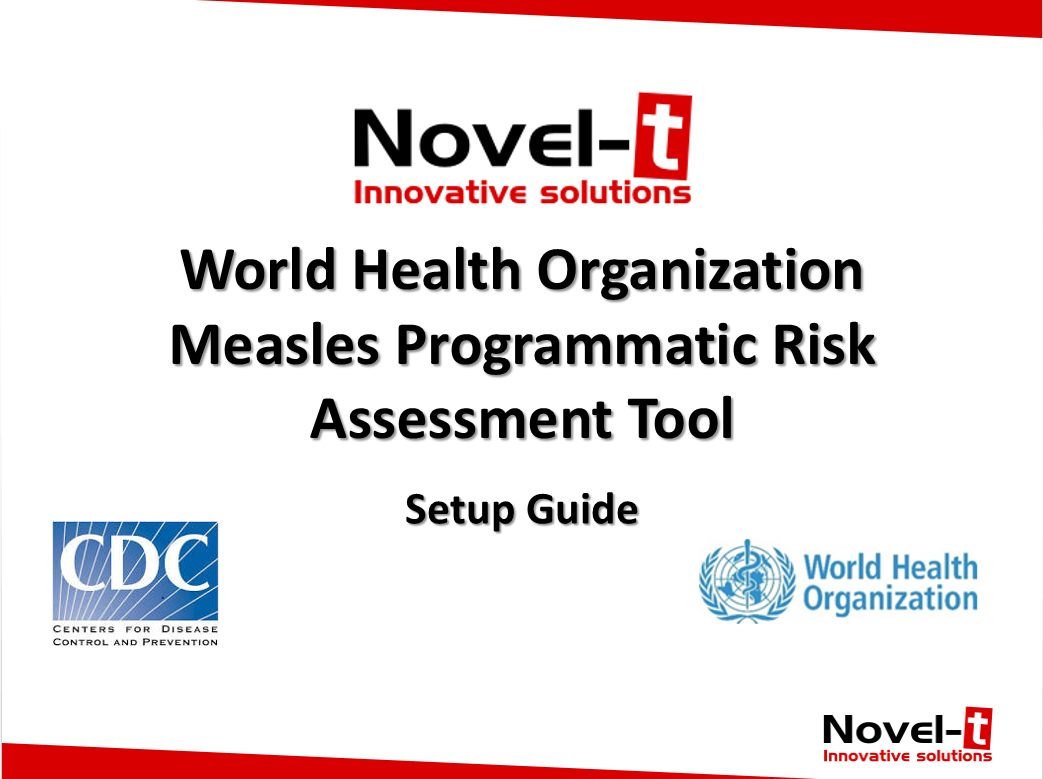 Novel-t
Innovative solutions
World Health Organization
Measles Programmatic Risk
Assessment Tool
Setup Guide
CDC
CENTERS FOR DISEASE
CONTROL AND PREVENTION
World Health
Organization
Novel-t
Innovative solutions